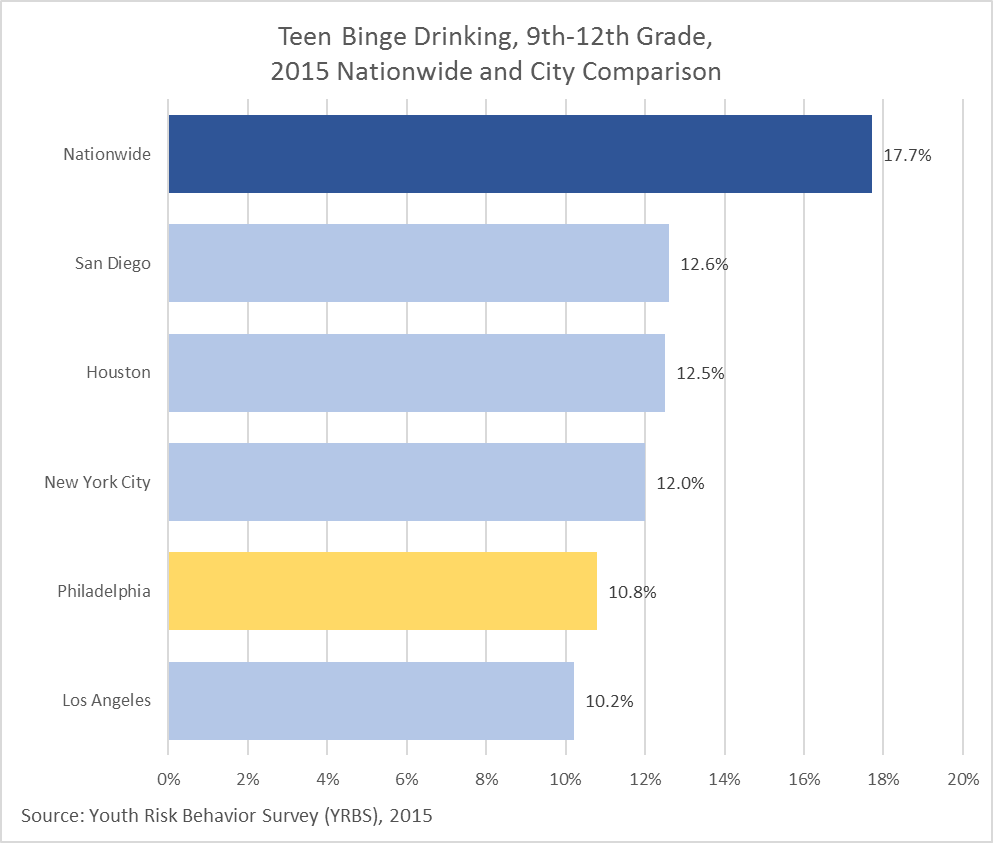 Teen Binge Drinking, 9th-12th Grade,
2015 Nationwide and City Comparison
Nationwide
17.7%
San Diego
12.6%
Houston
12.5%
New York City
12.0%
Philadelphia
10.8%
Los Angeles
10.2%
0% 2% 4% 6% 8% 10% 12% 14% 16% 18% 20%
Source: Youth Risk Behavior Survey (YRBS), 2015